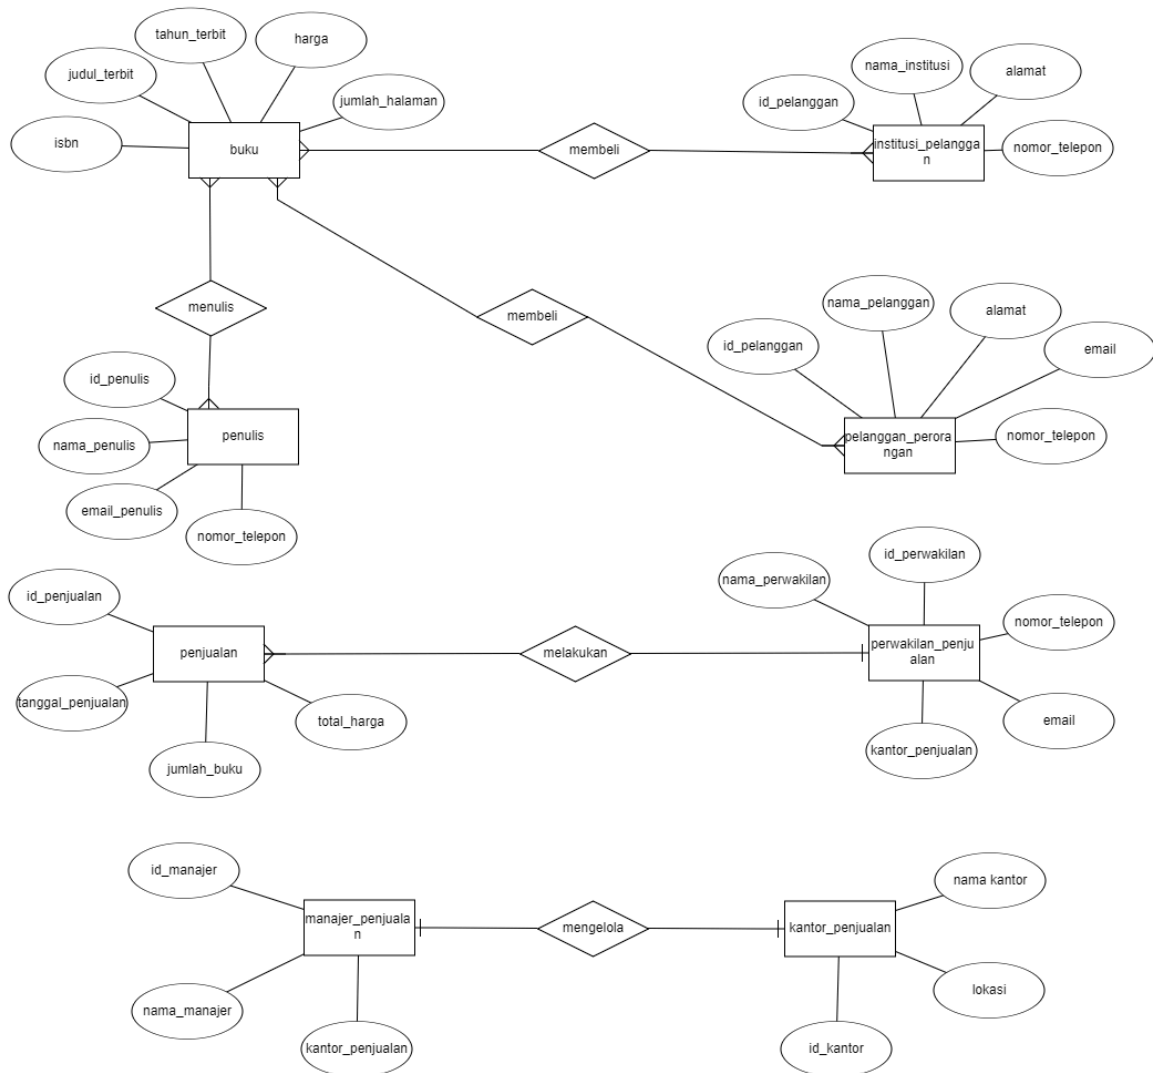 tahun_terbit
harga
judul_terbit
jumlah_halaman
isbn
buku
membeli
nama_institusi
alamat
id_pelanggan
institusi_pelangg
an
nomor_telepon
menulis
membeli
nama_pelanggan
alamat
id_pelanggan
email
pelanggan_perora
ngan
nomor_telepon
id_penulis
nama_penulis
penulis
email_penulis
nomor_telepon
id_penjualan
penjualan
tanggal_penjualan
total_harga
jumlah_buku
melakukan
id_perwakilan
nama_perwakilan
nomor_telepon
perwakilan_penju
alan
email
kantor_penjualan
id_manajer
manajer_penjuala
n
nama_manajer
kantor_penjualan
mengelola
nama kantor
kantor_penjualan
lokasi
id_kantor